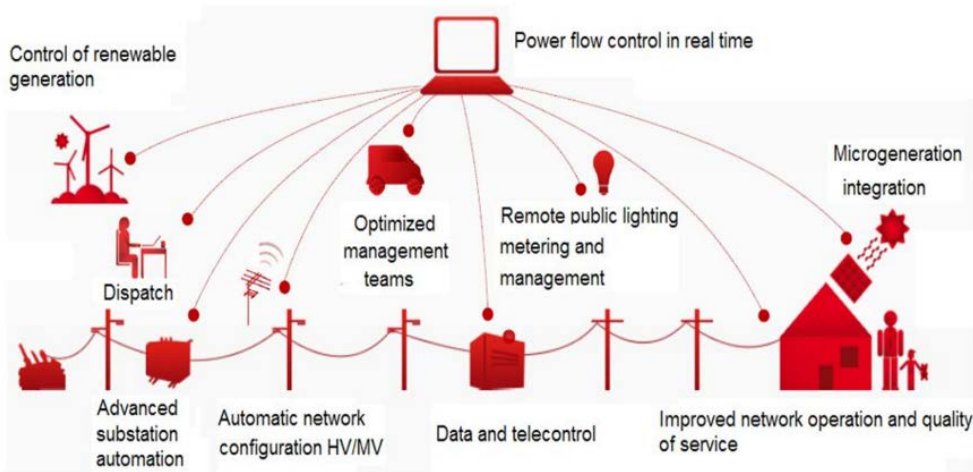 Control of renewable
generation
Power flow control in real time
Microgeneration
integration
Optimized
management
teams
Remote public lighting
metering and
management
Dispatch
Advanced
substation
automation
Automatic network
configuration HV/MV
Data and telecontrol
Improved network operation and quality
of service